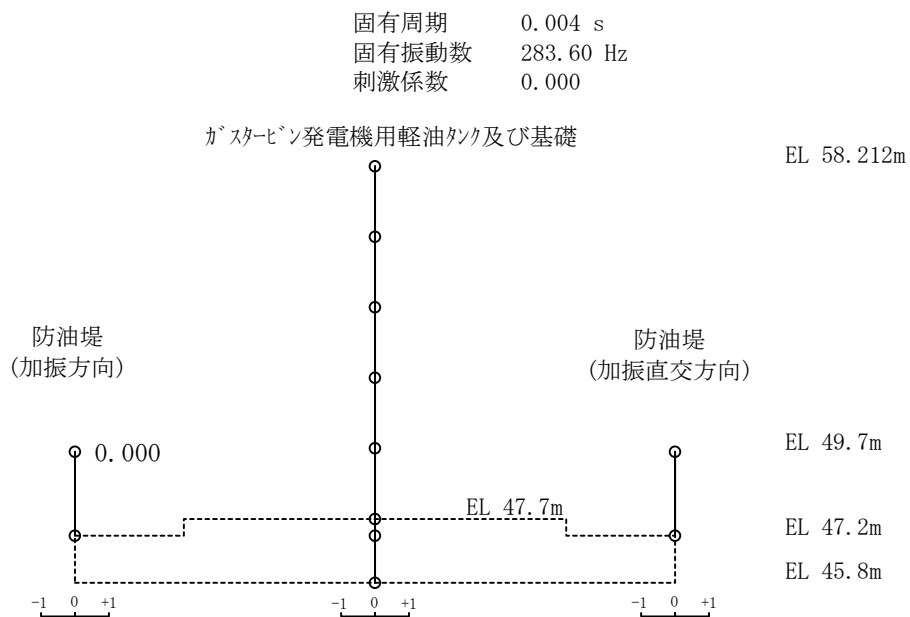 固有周期 0.004 s
固有振動数 283.60 Hz
刺激係数 0.000
ｶﾞｽﾀｰﾋﾞﾝ発電機用軽油ﾀﾝｸ及び基礎
EL 58.212m
防油堤
(加振方向)
防油堤
(加振直交方向)
0.000
EL 49.7m
EL 47.7m
EL 47.2m
EL 45.8m
-1 0 +1
-1 0 +1
-1 0 +1